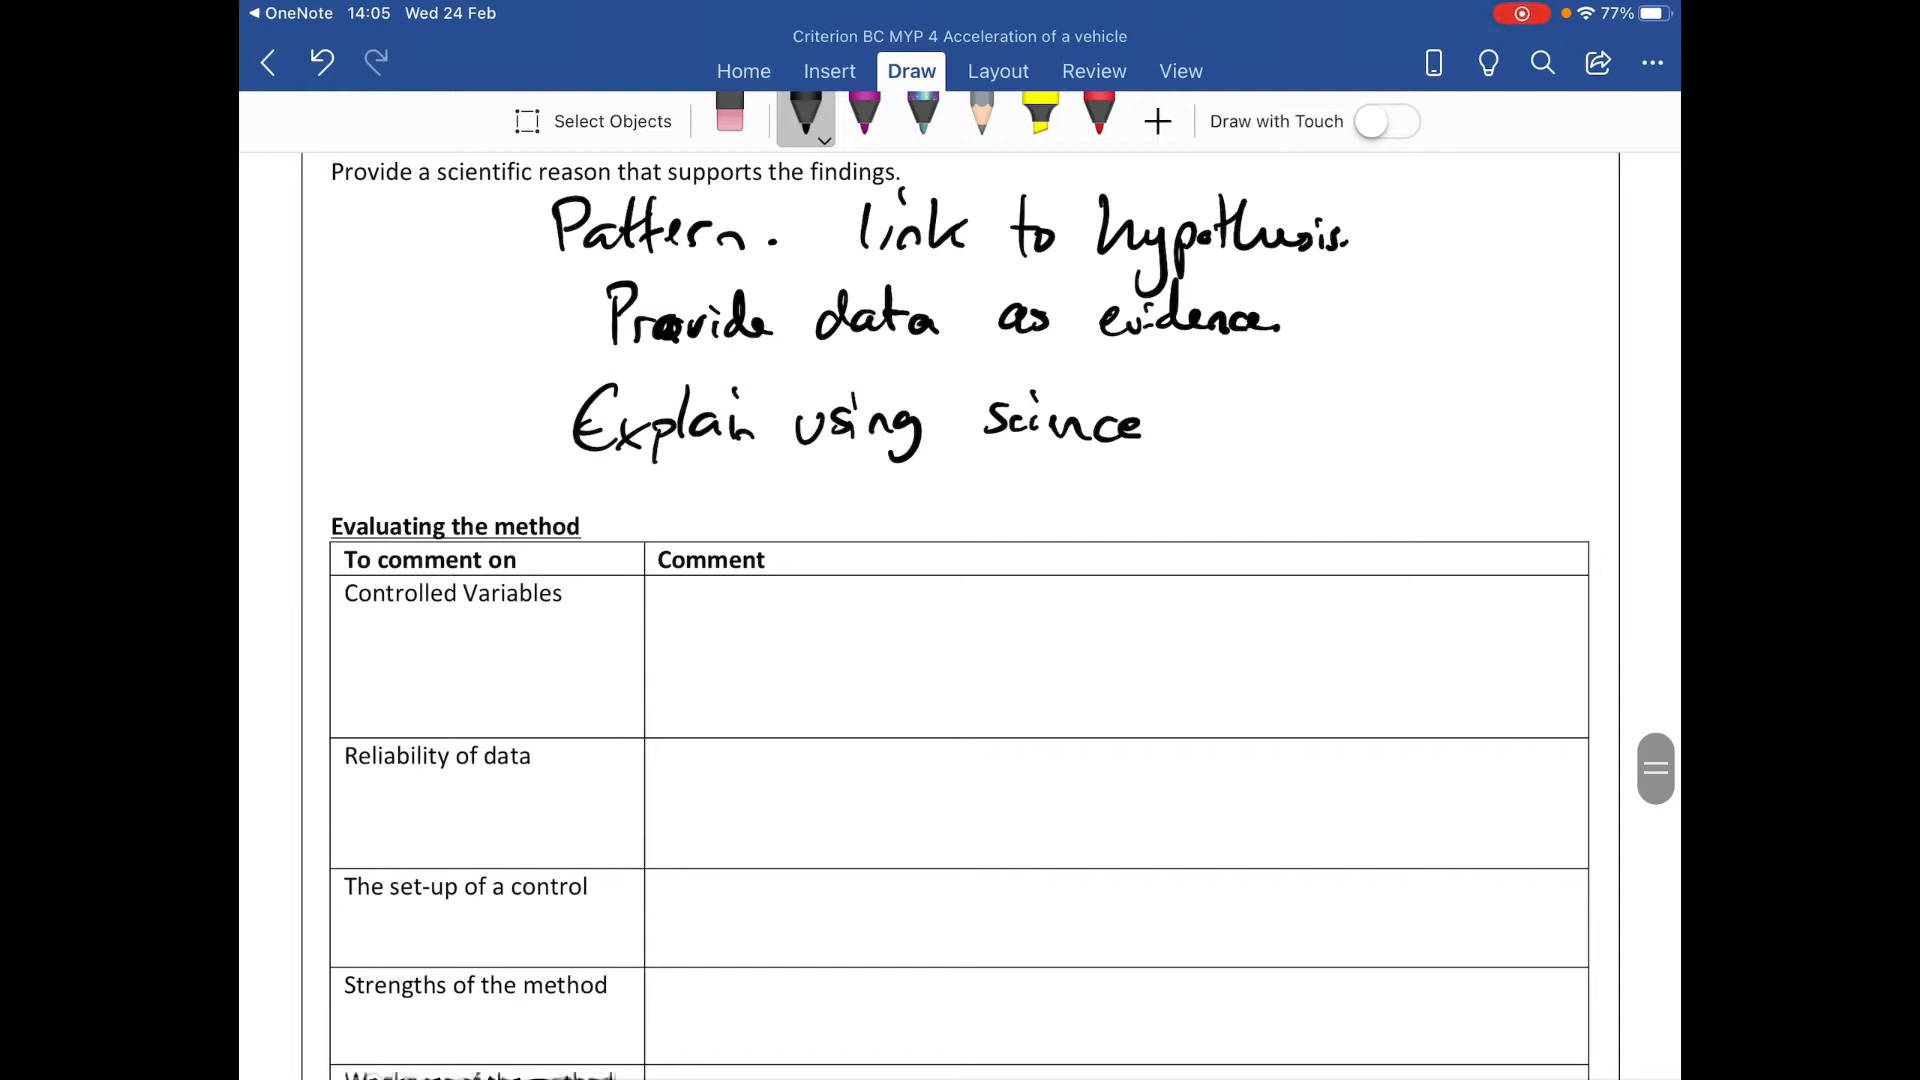 OneNote 14:05 Wed 24 Feb 77%
Criterion BC MYP 4 Acceleration of a vehicle
Home Insert Draw Layout Review View
Select Objects Draw with Touch
Provide a scientific reason that supports the findings.
Pattern. link to hypothesis.
Provide data as evidence.
Explain using science
Evaluating the method
To comment on Comment
Controlled Variables
Reliability of data
The set-up of a control
Strengths of the method